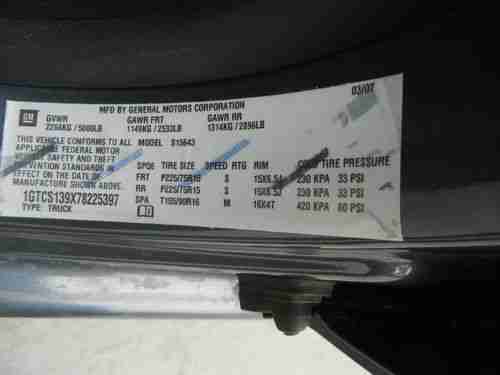 MFD BY GENERAL MOTORS CORPORATION 03/07
GM GVWR GAWR FRT GAWR RR
2268KG / 5000LB 1149KG / 2533LB 1314KG / 2896LB
THIS VEHICLE CONFORMS TO ALL MODEL: S15643
APPLICABLE FEDERAL MOTOR
VEHICLE SAFETY AND THEFT
PREVENTION STANDARDS IN
EFFECT ON THE DATE OF
MANUFACTURE SHOWN ABOVE.
1GTCS139X78225397
TYPE: TRUCK
SPDE TIRE SIZE SPEED RTG RIM COLD TIRE PRESSURE
FRT P225/75R15 S 15X6.5J 230 KPA 33 PSI
RR P225/75R15 S 15X6.5J 230 KPA 33 PSI
SPA T105/90R16 M 16X4T 420 KPA 60 PSI